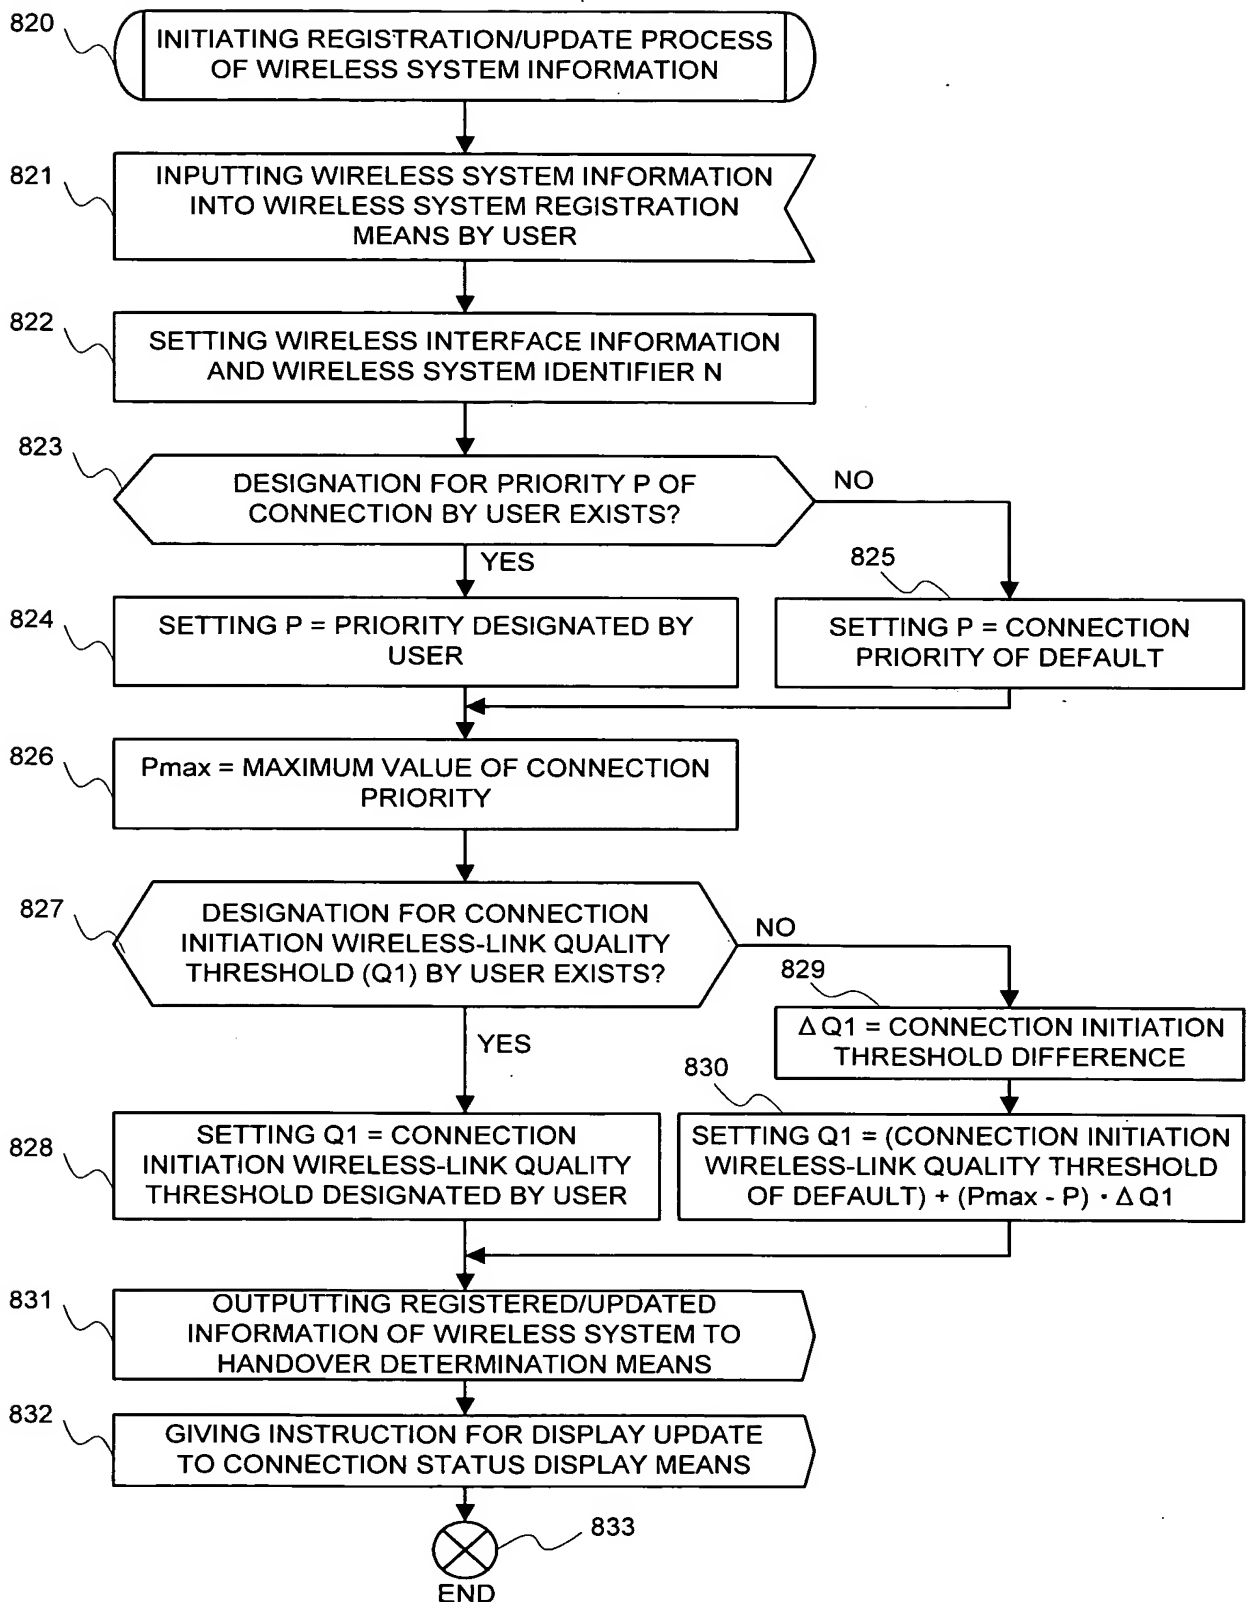 820
INITIATING REGISTRATION/UPDATE PROCESS
OF WIRELESS SYSTEM INFORMATION
821
INPUTTING WIRELESS SYSTEM INFORMATION
INTO WIRELESS SYSTEM REGISTRATION
MEANS BY USER
822
SETTING WIRELESS INTERFACE INFORMATION
AND WIRELESS SYSTEM IDENTIFIER N
823
DESIGNATION FOR PRIORITY P OF
CONNECTION BY USER EXISTS?
NO
YES
824
SETTING P = PRIORITY DESIGNATED BY
USER
825
SETTING P = CONNECTION
PRIORITY OF DEFAULT
826
Pmax = MAXIMUM VALUE OF CONNECTION
PRIORITY
827
DESIGNATION FOR CONNECTION
INITIATION WIRELESS-LINK QUALITY
THRESHOLD (Q1) BY USER EXISTS?
NO
YES
829
Δ Q1 = CONNECTION INITIATION
THRESHOLD DIFFERENCE
828
SETTING Q1 = CONNECTION
INITIATION WIRELESS-LINK QUALITY
THRESHOLD DESIGNATED BY USER
830
SETTING Q1 = (CONNECTION INITIATION
WIRELESS-LINK QUALITY THRESHOLD
OF DEFAULT) + (Pmax - P) · Δ Q1
831
OUTPUTTING REGISTERED/UPDATED
INFORMATION OF WIRELESS SYSTEM TO
HANDOVER DETERMINATION MEANS
832
GIVING INSTRUCTION FOR DISPLAY UPDATE
TO CONNECTION STATUS DISPLAY MEANS
833
END